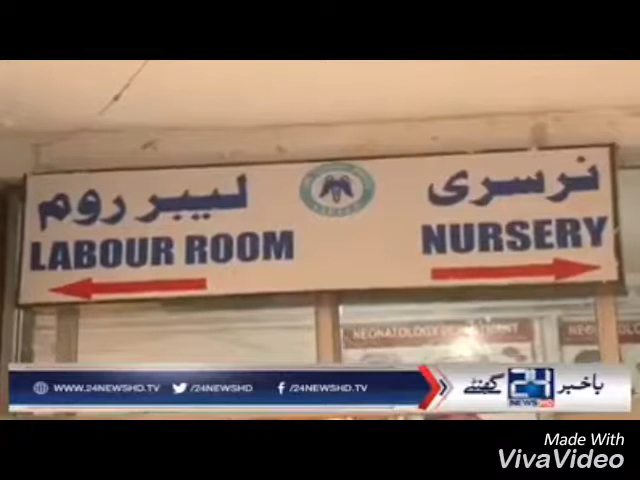 لیبر روم
نرسری
LABOUR ROOM
NURSERY
NEONATOLOGY DEPARTMENT
WWW.24NEWSHD.TV
/24NEWSHD
/24NEWSHD.TV
باخبر 24 گھنٹے
NEWS HD
Made With
VivaVideo